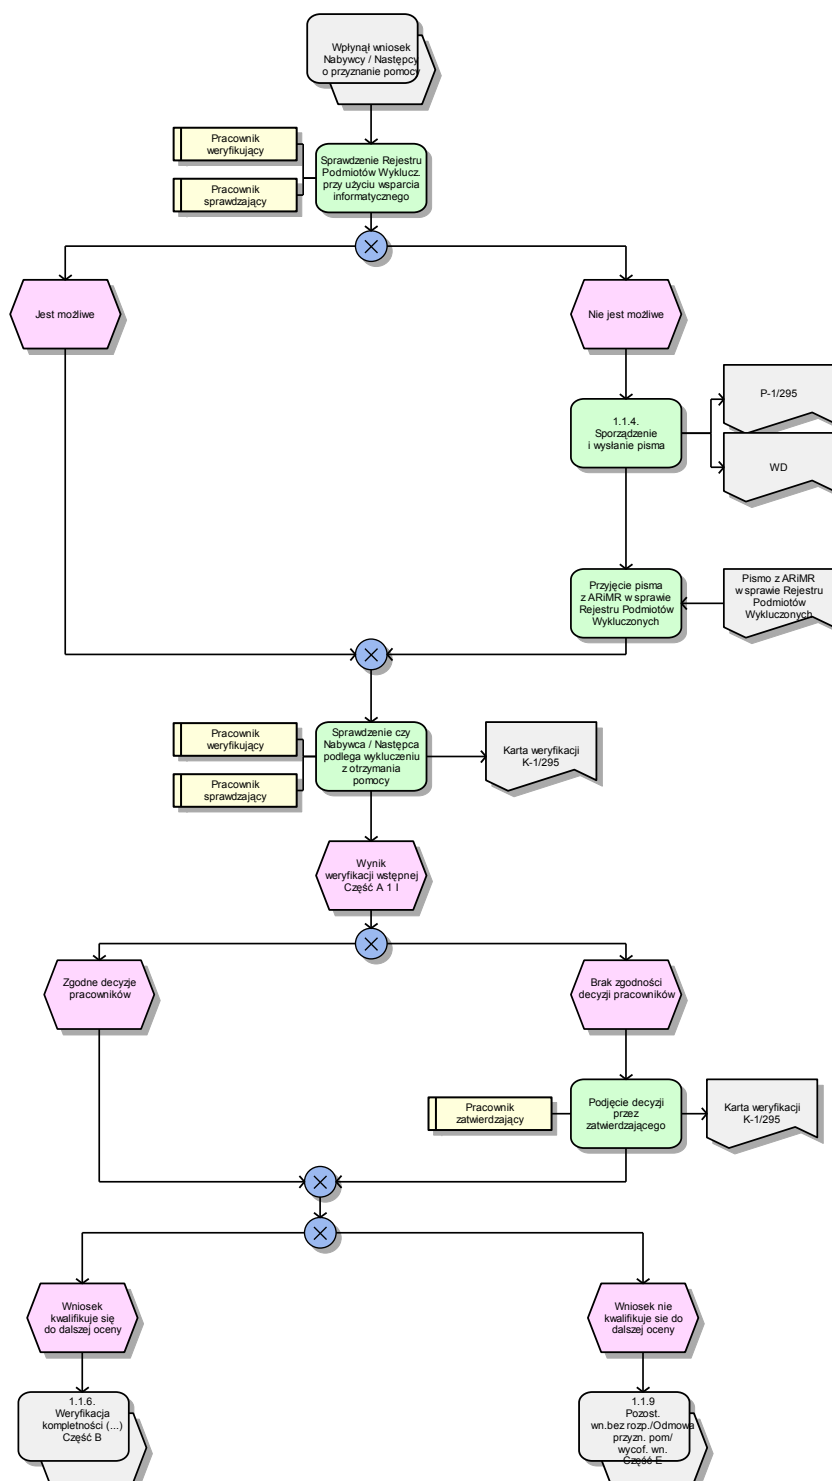 Wpłynął wniosek
Nabywcy / Następcy
o przyznanie pomocy
Pracownik
weryfikujący
Pracownik
sprawdzający
Sprawdzenie Rejestru
Podmiotów Wyklucz.
przy użyciu wsparcia
informatycznego
Jest możliwe
Nie jest możliwe
1.1.4.
Sporządzenie
i wysłanie pisma
P-1/295
WD
Przyjęcie pisma
z ARiMR w sprawie
Rejestru Podmiotów
Wykluczonych
Pismo z ARiMR
w sprawie Rejestru
Podmiotów
Wykluczonych
Pracownik
weryfikujący
Pracownik
sprawdzający
Sprawdzenie czy
Nabywca / Następca
podlega wykluczeniu
z otrzymania
pomocy
Karta weryfikacji
K-1/295
Wynik
weryfikacji wstępnej
Część A 1 I
Zgodne decyzje
pracowników
Brak zgodności
decyzji pracowników
Pracownik
zatwierdzający
Podjęcie decyzji
przez
zatwierdzającego
Karta weryfikacji
K-1/295
Wniosek
kwalifikuje się
do dalszej oceny
Wniosek nie
kwalifikuje sie do
dalszej oceny
1.1.6.
Weryfikacja
kompletności (...)
Część B
1.1.9
Pozost.
wn.bez rozp./Odmowa
przyzn. pom/
wycof. wn.
Część E